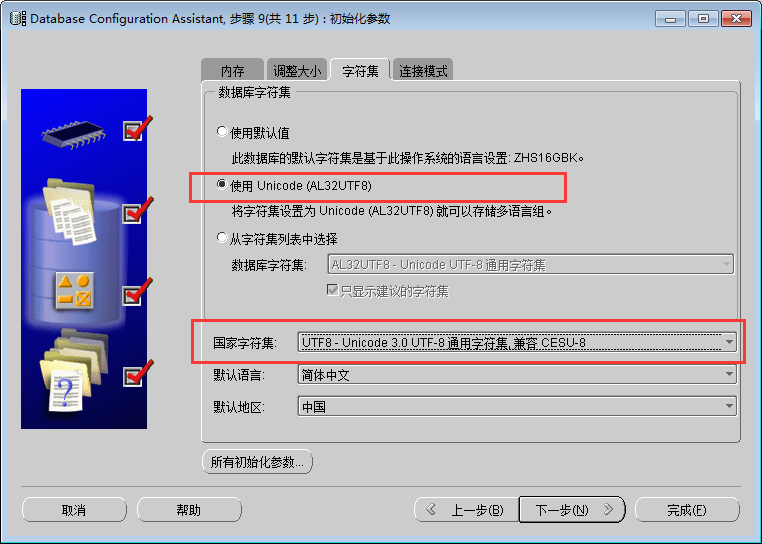 Database Configuration Assistant, 步骤 9(共 11 步) : 初始化参数
内存 调整大小 字符集 连接模式
数据库字符集
使用默认值
此数据库的默认字符集是基于此操作系统的语言设置: ZHS16GBK。
使用 Unicode (AL32UTF8)
将字符集设置为 Unicode (AL32UTF8) 就可以存储多语言组。
从字符集列表中选择
数据库字符集: AL32UTF8 - Unicode UTF-8 通用字符集
只显示建议的字符集
国家字符集: UTF8 - Unicode 3.0 UTF-8 通用字符集, 兼容 CESU-8
默认语言: 简体中文
默认地区: 中国
所有初始化参数...
取消 帮助 上一步(B) 下一步(N) 完成(F)